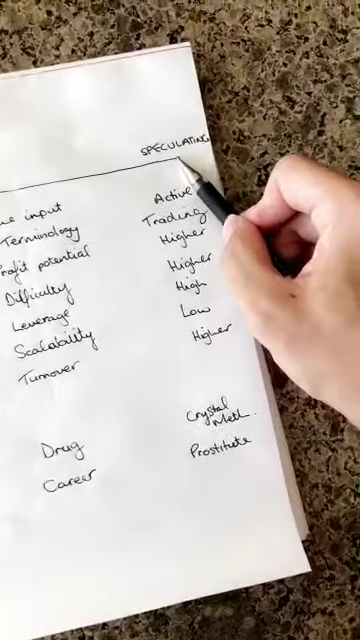 SPECULATING
input Active
Terminology Trading
Profit potential Higher
Difficulty Higher
Leverage High
Scalability Low
Turnover Higher
Drug Crystal Meth.
Career Prostitute